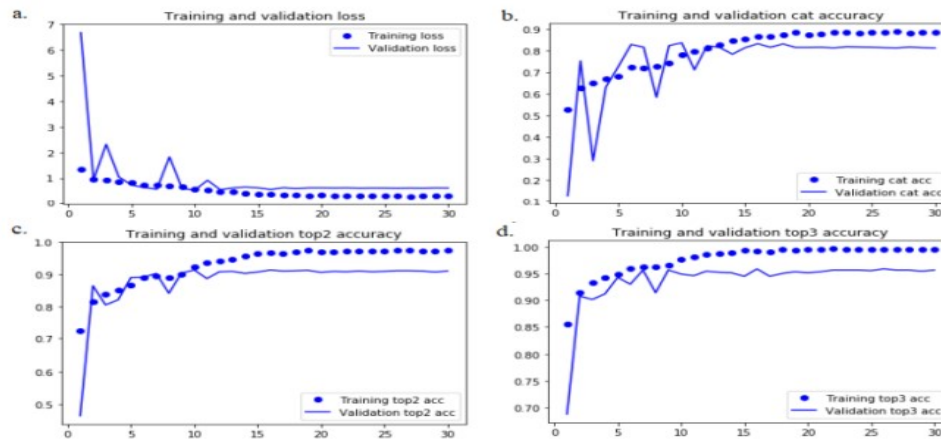 a.
Training and validation loss
7
6
5
4
3
2
1
0
Training loss
Validation loss
0 5 10 15 20 25 30
b.
Training and validation cat accuracy
0.9
0.8
0.7
0.6
0.5
0.4
0.3
0.2
0.1
Training cat acc
Validation cat acc
0 5 10 15 20 25 30
c.
Training and validation top2 accuracy
1.0
0.9
0.8
0.7
0.6
0.5
Training top2 acc
Validation top2 acc
0 5 10 15 20 25 30
d.
Training and validation top3 accuracy
1.00
0.95
0.90
0.85
0.80
0.75
0.70
Training top3 acc
Validation top3 acc
0 5 10 15 20 25 30